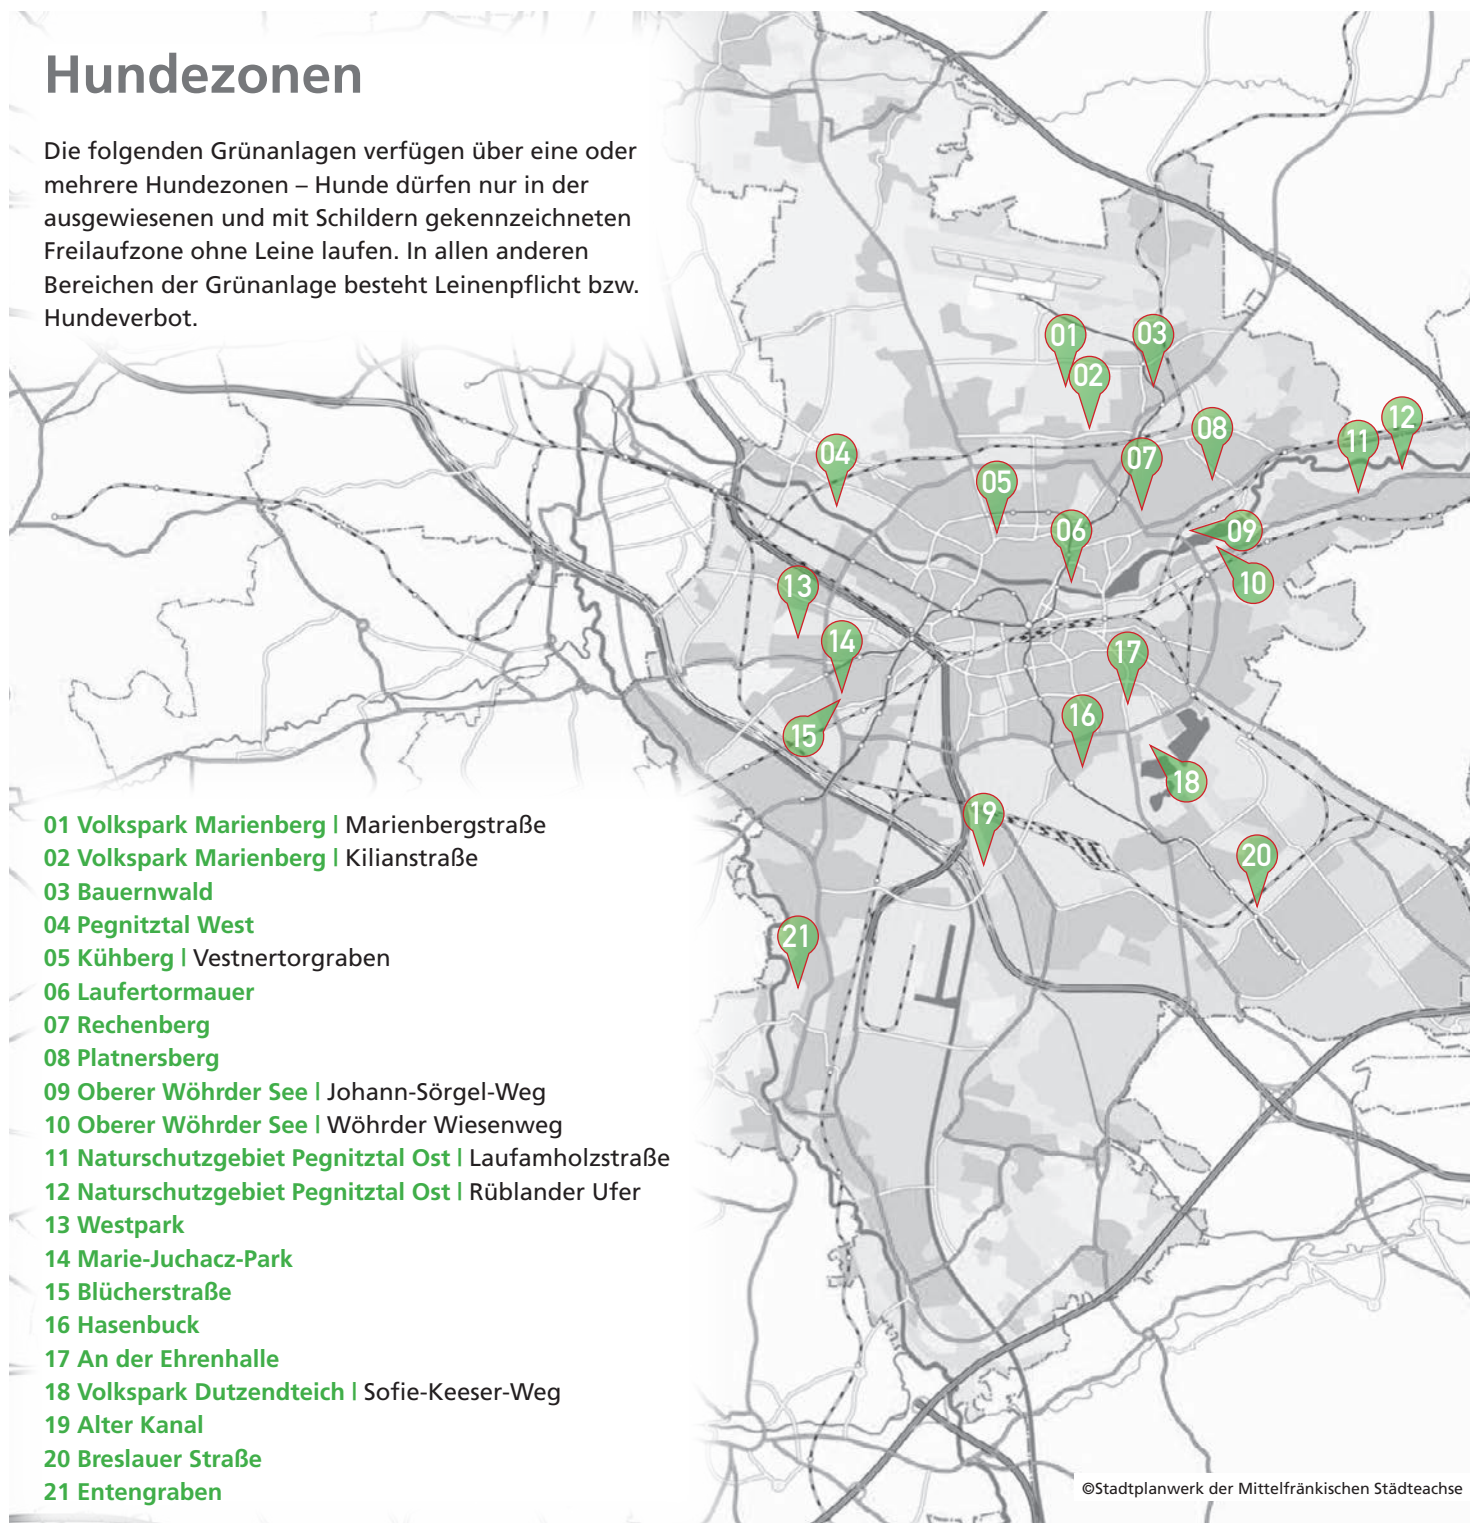 Hundezonen
Die folgenden Grünanlagen verfügen über eine oder
mehrere Hundezonen – Hunde dürfen nur in der
ausgewiesenen und mit Schildern gekennzeichneten
Freilaufzone ohne Leine laufen. In allen anderen
Bereichen der Grünanlage besteht Leinenpflicht bzw.
Hundeverbot.
01
03
02
12
08
11
04
07
05
06
09
10
13
14
17
16
15
18
19
20
21
01 Volkspark Marienberg | Marienbergstraße
02 Volkspark Marienberg | Kilianstraße
03 Bauernwald
04 Pegnitztal West
05 Kühberg | Vestnertorgraben
06 Laufertormauer
07 Rechenberg
08 Platnersberg
09 Oberer Wöhrder See | Johann-Sörgel-Weg
10 Oberer Wöhrder See | Wöhrder Wiesenweg
11 Naturschutzgebiet Pegnitztal Ost | Laufamholzstraße
12 Naturschutzgebiet Pegnitztal Ost | Rüblander Ufer
13 Westpark
14 Marie-Juchacz-Park
15 Blücherstraße
16 Hasenbuck
17 An der Ehrenhalle
18 Volkspark Dutzendteich | Sofie-Keeser-Weg
19 Alter Kanal
20 Breslauer Straße
21 Entengraben
©Stadtplanwerk der Mittelfränkischen Städteachse